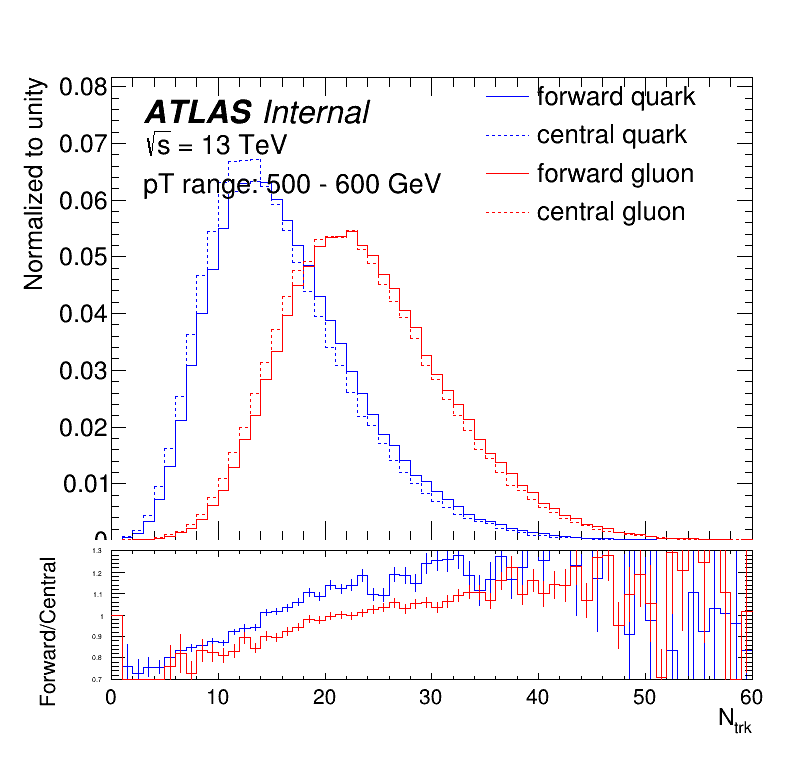 Normalized to unity
0.08
0.07
0.06
0.05
0.04
0.03
0.02
0.01
0
ATLAS Internal
√s = 13 TeV
pT range: 500 - 600 GeV
forward quark
central quark
forward gluon
central gluon
Forward/Central
1.3
1.2
1.1
1
0.9
0.8
0.7
0 10 20 30 40 50 60
N_trk